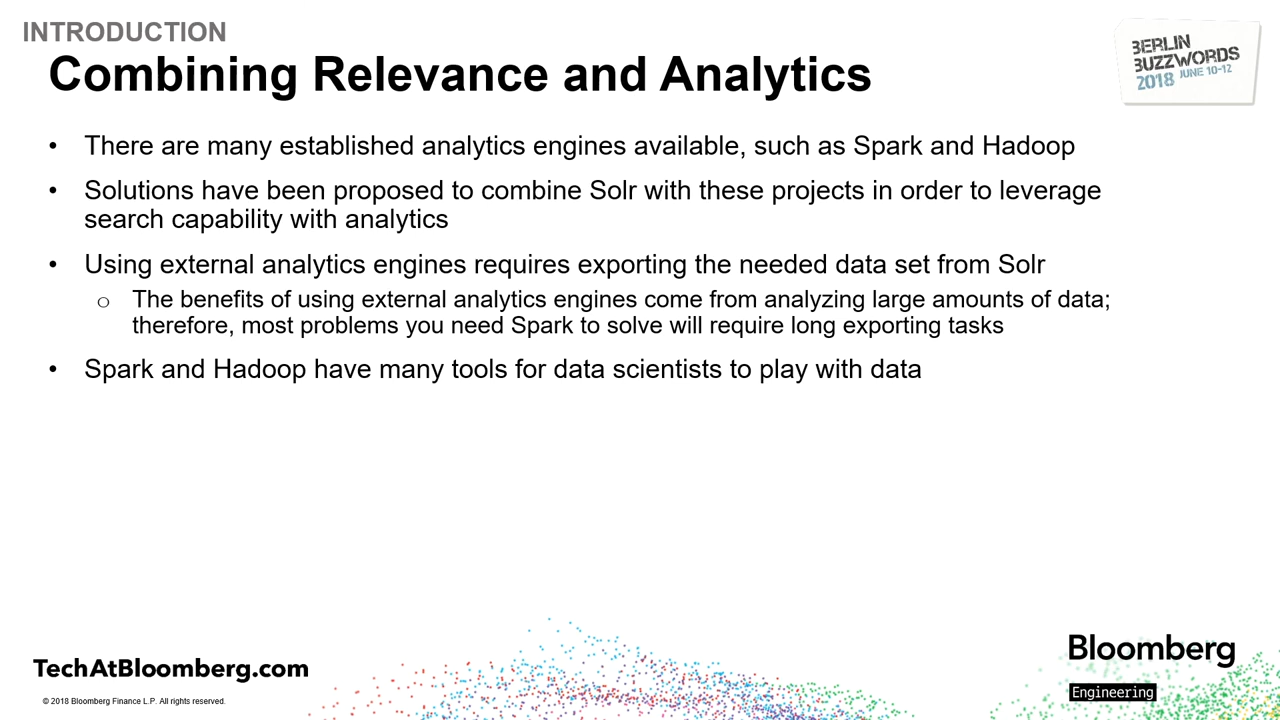 INTRODUCTION
Combining Relevance and Analytics
BERLIN
BUZZWORDS
2018 JUNE 10-12
• There are many established analytics engines available, such as Spark and Hadoop
• Solutions have been proposed to combine Solr with these projects in order to leverage
search capability with analytics
• Using external analytics engines requires exporting the needed data set from Solr
○ The benefits of using external analytics engines come from analyzing large amounts of data;
therefore, most problems you need Spark to solve will require long exporting tasks
• Spark and Hadoop have many tools for data scientists to play with data
TechAtBloomberg.com
© 2018 Bloomberg Finance L.P. All rights reserved.
Bloomberg
Engineering